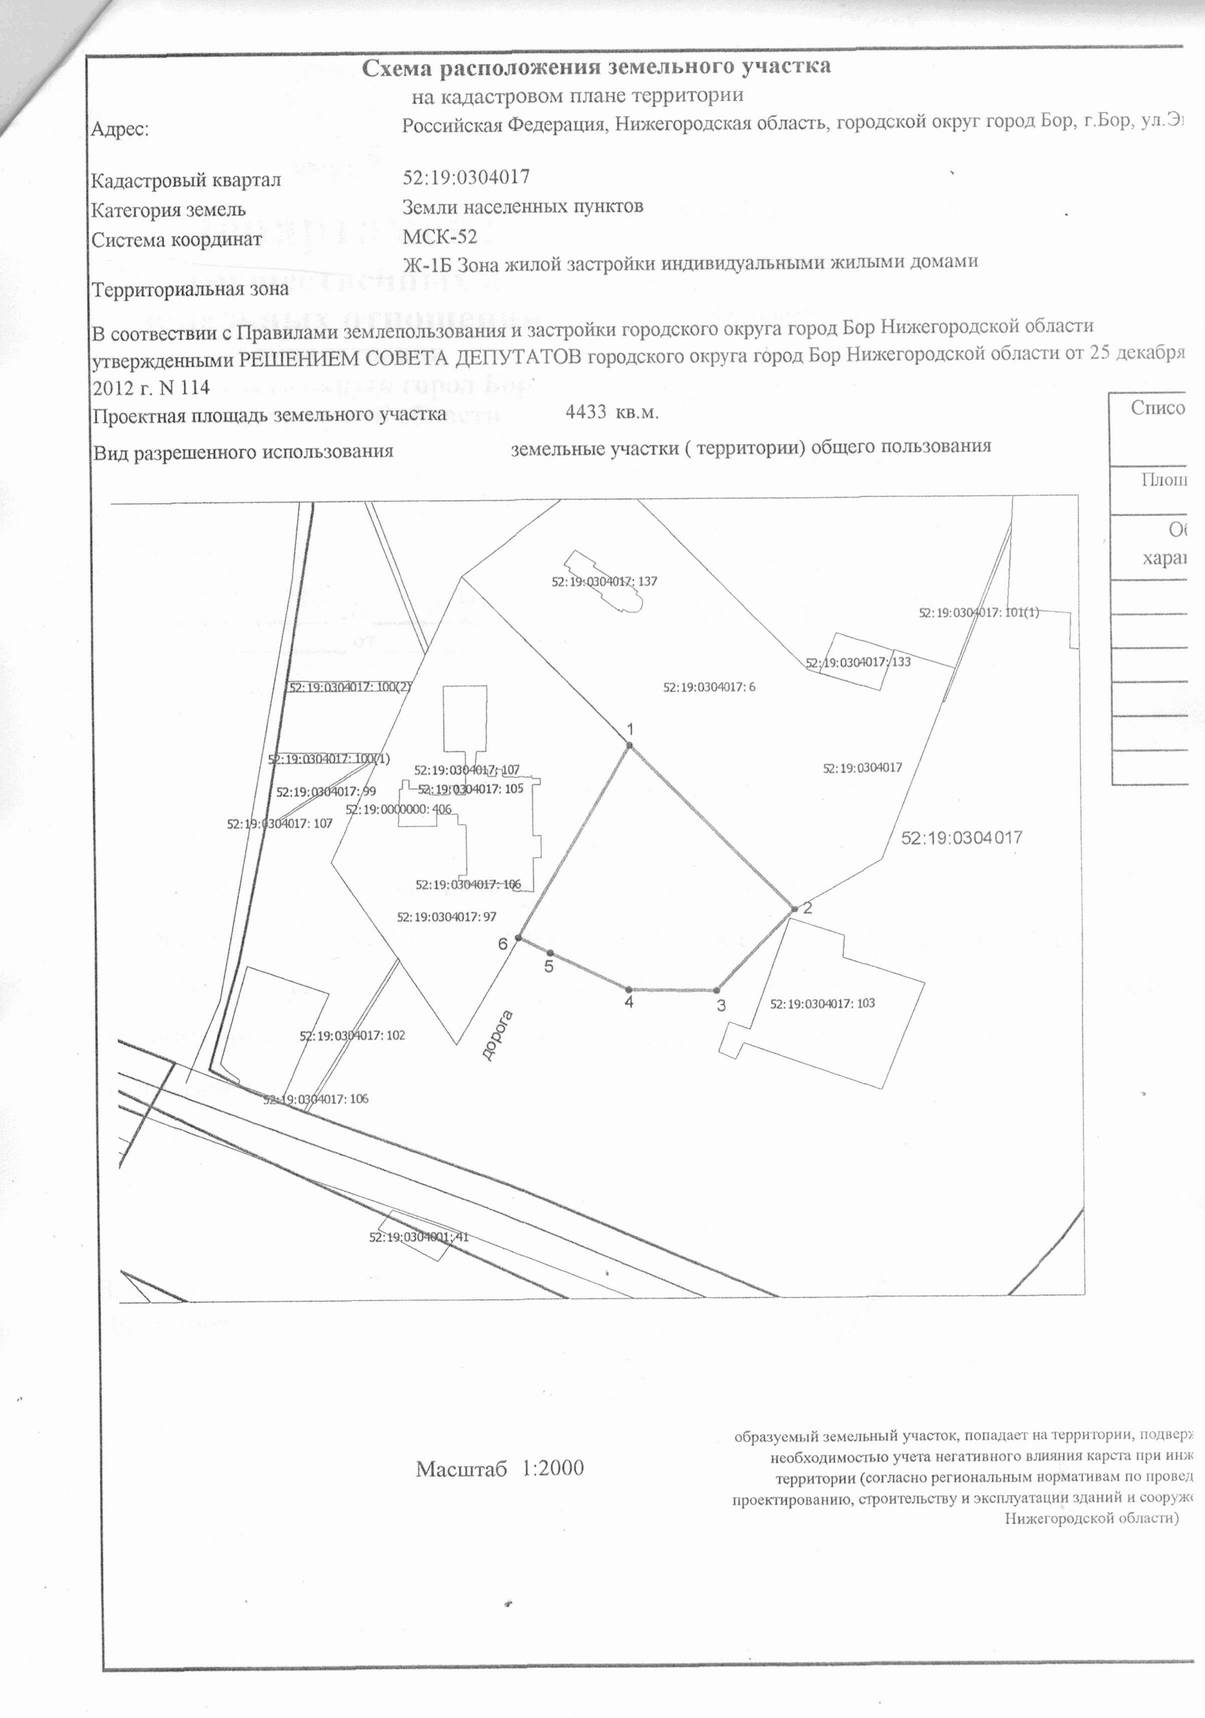 Схема расположения земельного участка
на кадастровом плане территории
Адрес: Российская Федерация, Нижегородская область, городской округ город Бор, г.Бор, ул.Э
Кадастровый квартал 52:19:0304017
Категория земель Земли населенных пунктов
Система координат МСК-52
Ж-1Б Зона жилой застройки индивидуальными жилыми домами
Территориальная зона
В соотвествии с Правилами землепользования и застройки городского округа город Бор Нижегородской области
утвержденными РЕШЕНИЕМ СОВЕТА ДЕПУТАТОВ городского округа город Бор Нижегородской области от 25 декабря
2012 г. N 114
Проектная площадь земельного участка 4433 кв.м.
Вид разрешенного использования земельные участки ( территории) общего пользования
Списо
Площ
Об
харак
52:19:0304017:137
52:19:0304017:101(1)
52:19:0304017:133
52:19:0304017:100(2)
52:19:0304017:6
1
52:19:0304017:100(1)
52:19:0304017:107
52:19:0304017
52:19:0304017:99
52:19:0304017:105
52:19:0000000:406
52:19:0304017:107
52:19:0304017
52:19:0304017:106
2
52:19:0304017:97
6
5
4
3
52:19:0304017:103
дорога
52:19:0304017:102
52:19:0304017:106
52:19:0304001:41
Масштаб 1:2000
образуемый земельный участок, попадает на территории, подверж
необходимостью учета негативного влияния карста при инж
территории (согласно региональным нормативам по провед
проектированию, строительству и эксплуатации зданий и сооруже
Нижегородской области)